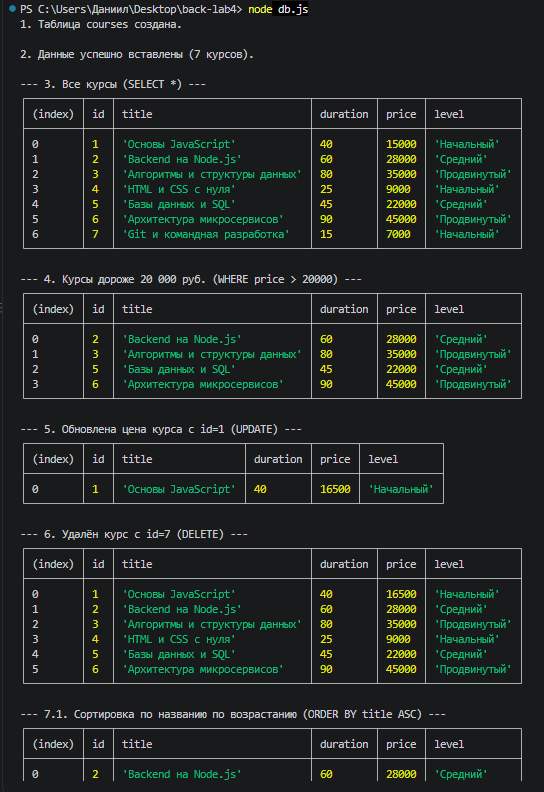 PS C:\Users\Даниил\Desktop\back-lab4> node db.js
1. Таблица courses создана.
2. Данные успешно вставлены (7 курсов).
--- 3. Все курсы (SELECT *) ---
(index) id title duration price level
0 1 'Основы JavaScript' 40 15000 'Начальный'
1 2 'Backend на Node.js' 60 28000 'Средний'
2 3 'Алгоритмы и структуры данных' 80 35000 'Продвинутый'
3 4 'HTML и CSS с нуля' 25 9000 'Начальный'
4 5 'Базы данных и SQL' 45 22000 'Средний'
5 6 'Архитектура микросервисов' 90 45000 'Продвинутый'
6 7 'Git и командная разработка' 15 7000 'Начальный'
--- 4. Курсы дороже 20 000 руб. (WHERE price > 20000) ---
(index) id title duration price level
0 2 'Backend на Node.js' 60 28000 'Средний'
1 3 'Алгоритмы и структуры данных' 80 35000 'Продвинутый'
2 5 'Базы данных и SQL' 45 22000 'Средний'
3 6 'Архитектура микросервисов' 90 45000 'Продвинутый'
--- 5. Обновлена цена курса с id=1 (UPDATE) ---
(index) id title duration price level
0 1 'Основы JavaScript' 40 16500 'Начальный'
--- 6. Удалён курс с id=7 (DELETE) ---
(index) id title duration price level
0 1 'Основы JavaScript' 40 16500 'Начальный'
1 2 'Backend на Node.js' 60 28000 'Средний'
2 3 'Алгоритмы и структуры данных' 80 35000 'Продвинутый'
3 4 'HTML и CSS с нуля' 25 9000 'Начальный'
4 5 'Базы данных и SQL' 45 22000 'Средний'
5 6 'Архитектура микросервисов' 90 45000 'Продвинутый'
--- 7.1. Сортировка по названию по возрастанию (ORDER BY title ASC) ---
(index) id title duration price level
0 2 'Backend на Node.js' 60 28000 'Средний'